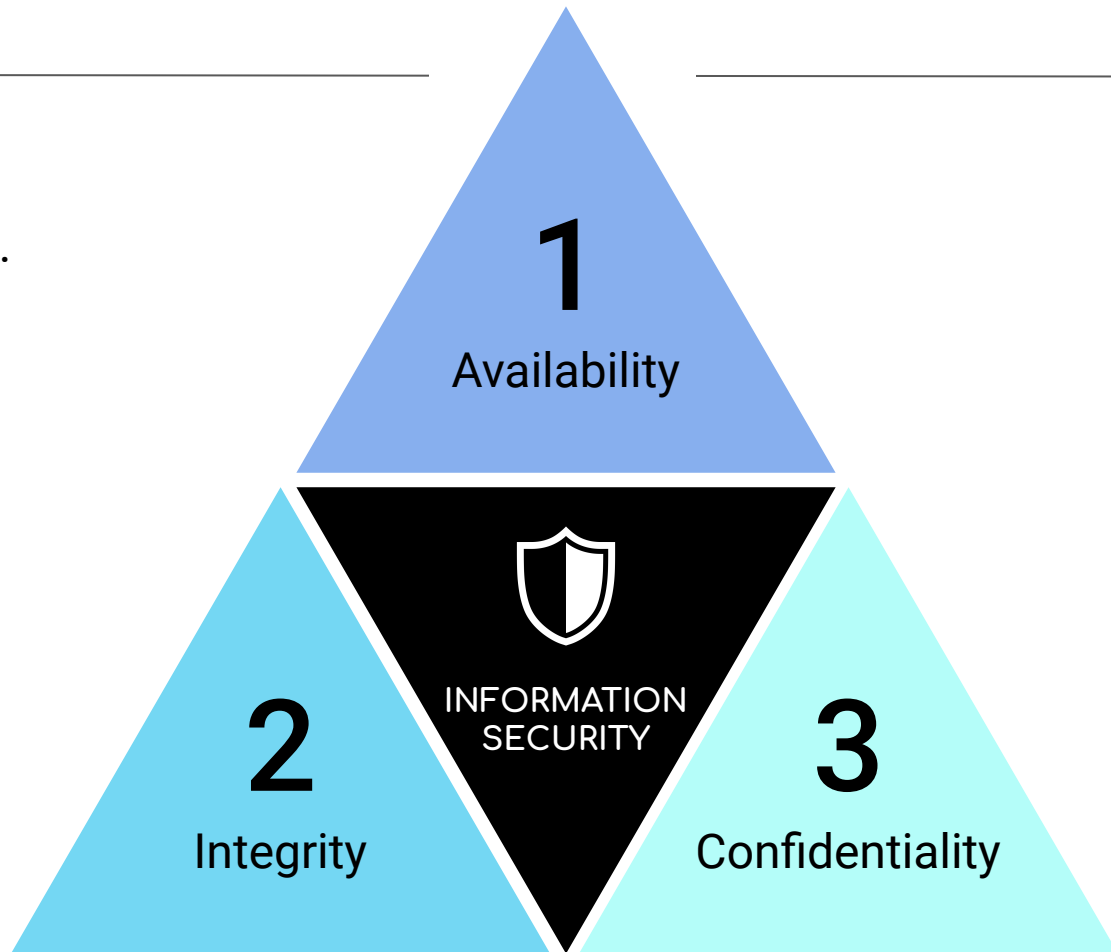 .
1
Availability
INFORMATION
SECURITY
2
Integrity
3
Confidentiality